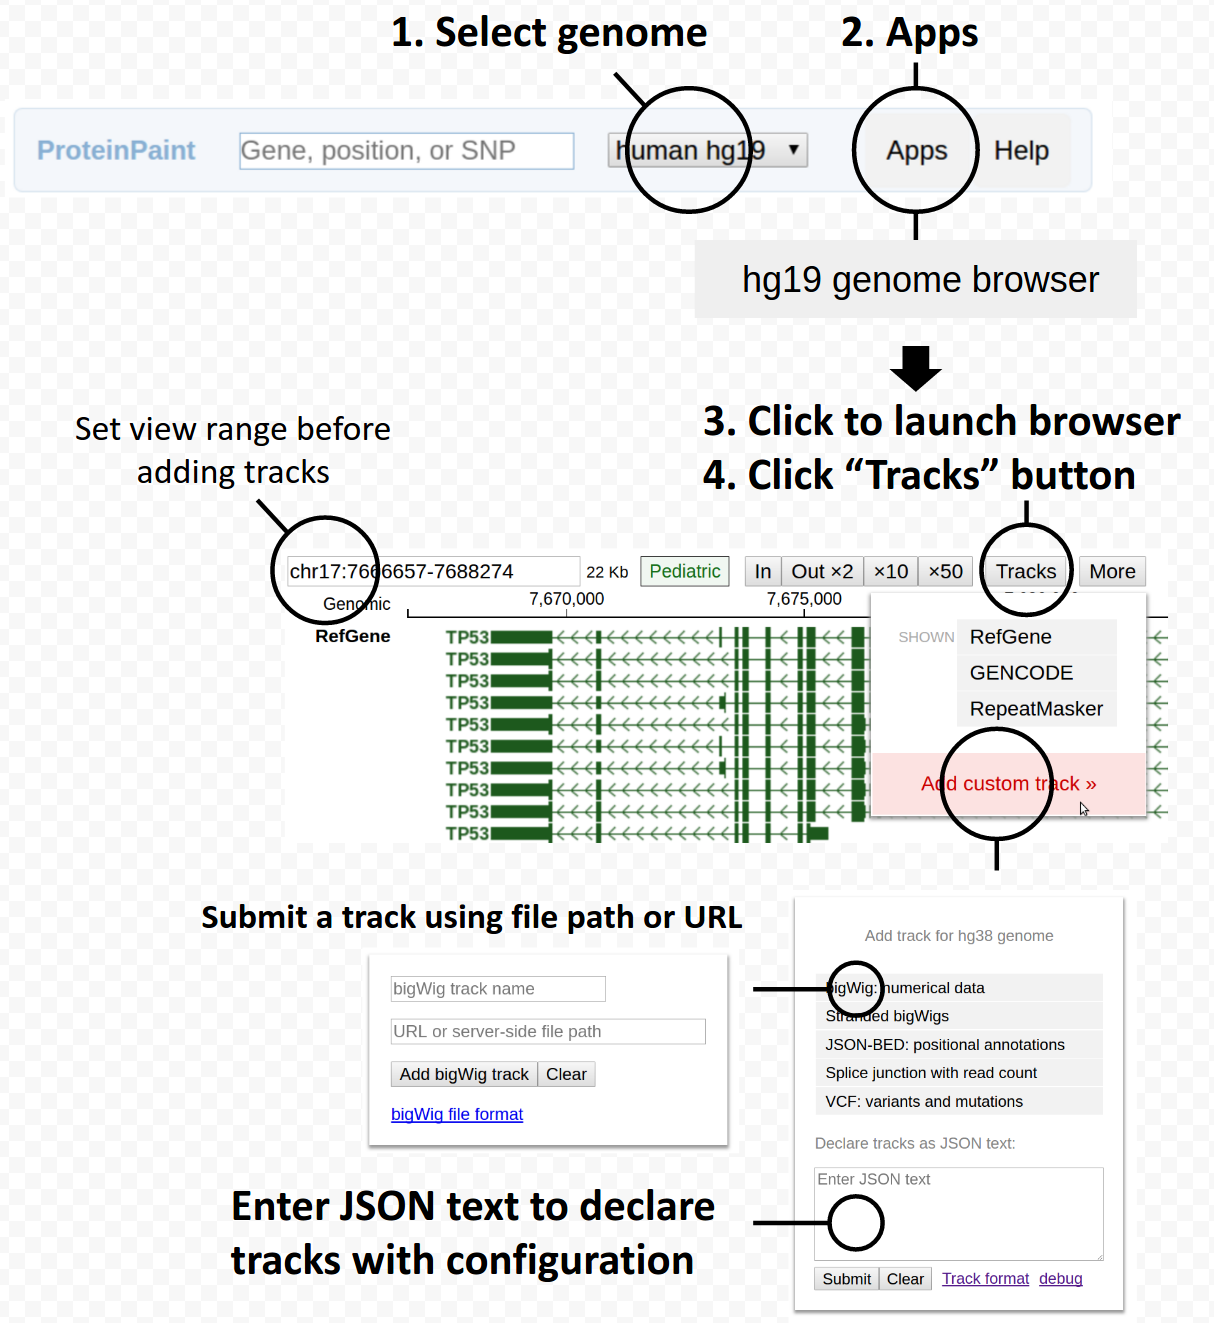 1. Select genome
2. Apps
ProteinPaint
Gene, position, or SNP
human hg19
Apps
Help
hg19 genome browser
3. Click to launch browser
4. Click “Tracks” button
Set view range before
adding tracks
chr17:7666657-7688274
22 Kb
Pediatric
In
Out ×2
×10
×50
Tracks
More
Genomic
7,670,000
7,675,000
RefGene
TP53
TP53
TP53
TP53
TP53
TP53
TP53
TP53
TP53
TP53
SHOWN
RefGene
GENCODE
RepeatMasker
Add custom track »
Submit a track using file path or URL
bigWig track name
URL or server-side file path
Add bigWig track
Clear
bigWig file format
Add track for hg38 genome
bigWig: numerical data
Stranded bigWigs
JSON-BED: positional annotations
Splice junction with read count
VCF: variants and mutations
Declare tracks as JSON text:
Enter JSON text
Submit
Clear
Track format
debug
Enter JSON text to declare
tracks with configuration